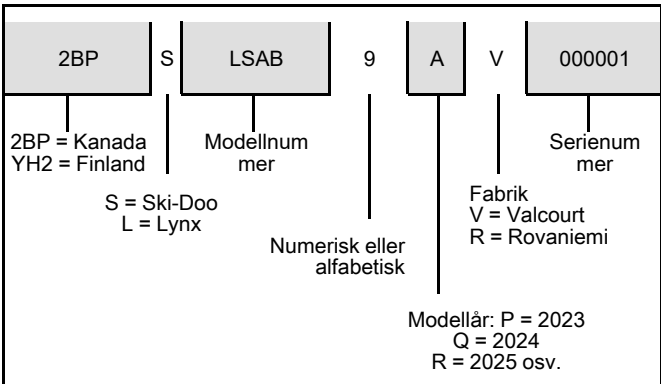 2BP S LSAB 9 A V 000001
2BP = Kanada
YH2 = Finland
Modellnum
mer
Serienum
mer
S = Ski-Doo
L = Lynx
Fabrik
V = Valcourt
R = Rovaniemi
Numerisk eller
alfabetisk
Modellår: P = 2023
Q = 2024
R = 2025 osv.